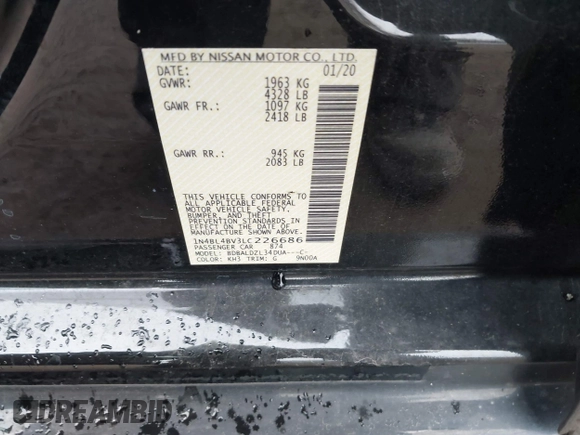 MFD BY NISSAN MOTOR CO., LTD.
DATE: 01/20
GVWR: 1963 KG
4328 LB
GAWR FR.: 1097 KG
2418 LB
GAWR RR.: 945 KG
2083 LB
THIS VEHICLE CONFORMS TO
ALL APPLICABLE FEDERAL
MOTOR VEHICLE SAFETY,
BUMPER, AND THEFT
PREVENTION STANDARDS
IN EFFECT ON THE DATE OF
MANUFACTURE SHOWN ABOVE.
1N4BL4BV3LC226686
PASSENGER CAR 874
MODEL: BDBALDZL34DUA---C-
COLOR: KH3 TRIM: G 9N00A
DREAMBID